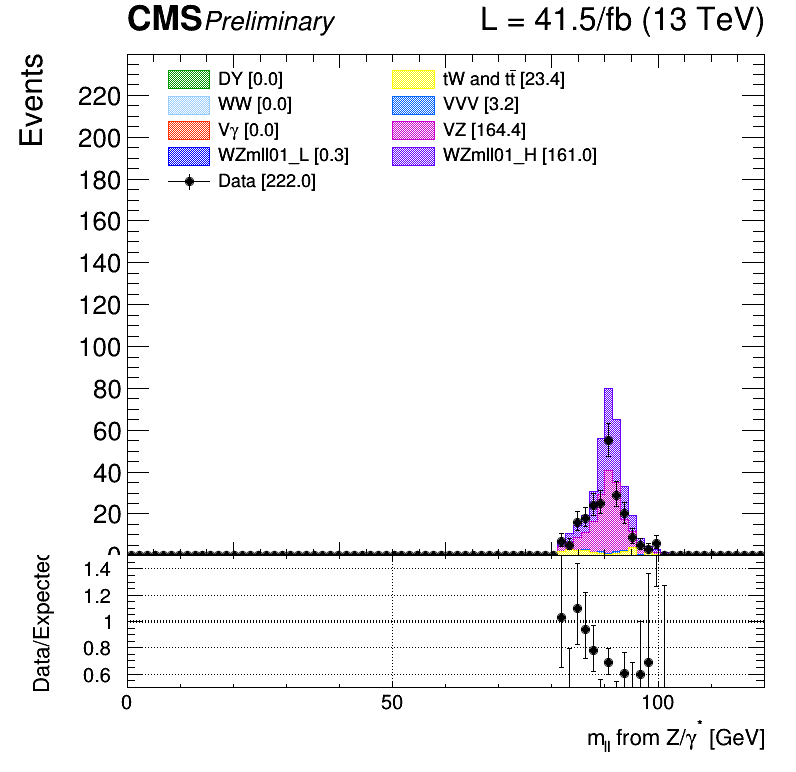 CMS Preliminary L = 41.5/fb (13 TeV)
Events
DY [0.0] tW and tt̄ [23.4]
WW [0.0] VVV [3.2]
Vγ [0.0] VZ [164.4]
WZmll01_L [0.3] WZmll01_H [161.0]
Data [222.0]
220
200
180
160
140
120
100
80
60
40
20
0
Data/Expected
1.4
1.2
1
0.8
0.6
0 50 100
m_ll from Z/γ* [GeV]